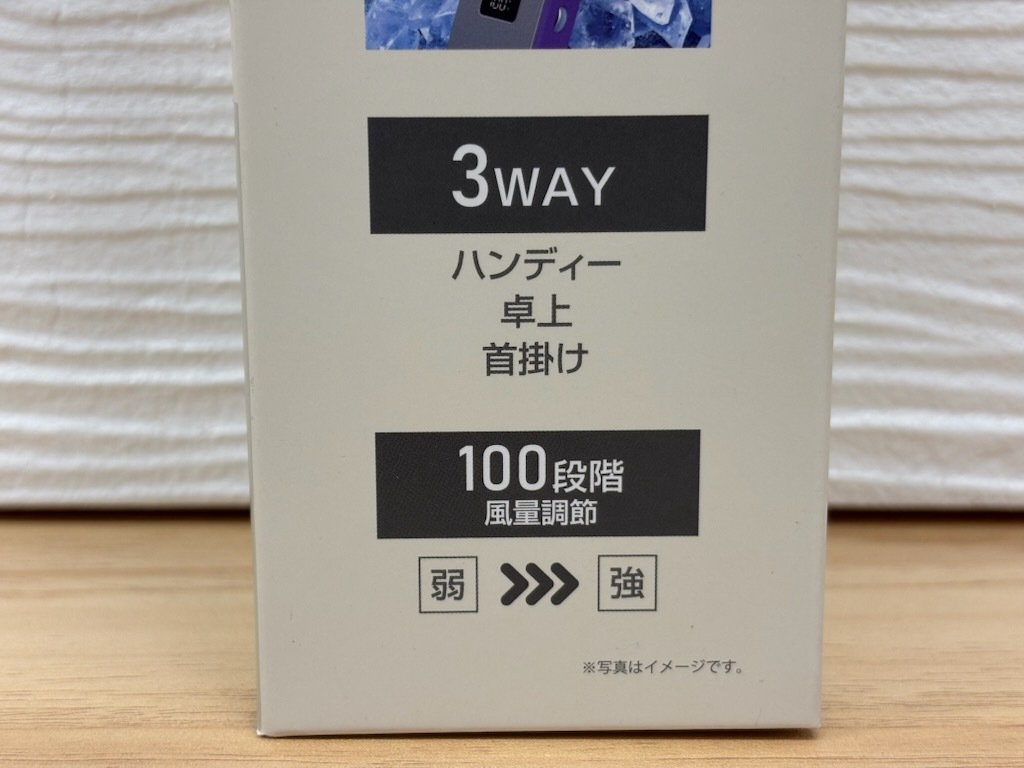 100
3WAY
ハンディー
卓上
首掛け
100段階
風量調節
弱 >>> 強
※写真はイメージです。